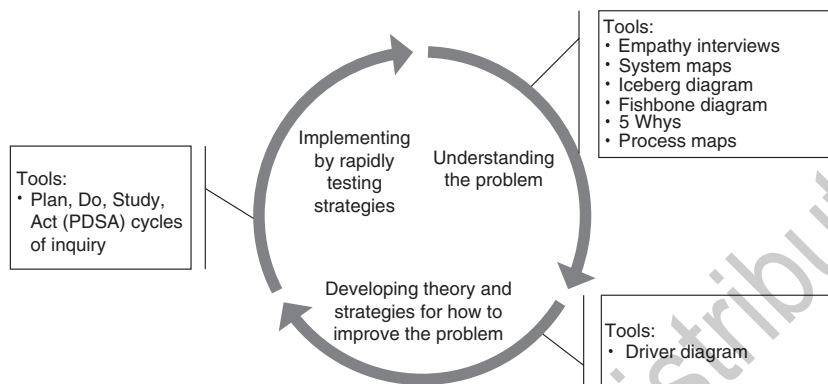 Tools:
• Empathy interviews
• System maps
• Iceberg diagram
• Fishbone diagram
• 5 Whys
• Process maps
Understanding
the problem
Tools:
• Driver diagram
Developing theory and
strategies for how to
improve the problem
Tools:
• Plan, Do, Study,
Act (PDSA) cycles
of inquiry
Implementing
by rapidly
testing
strategies